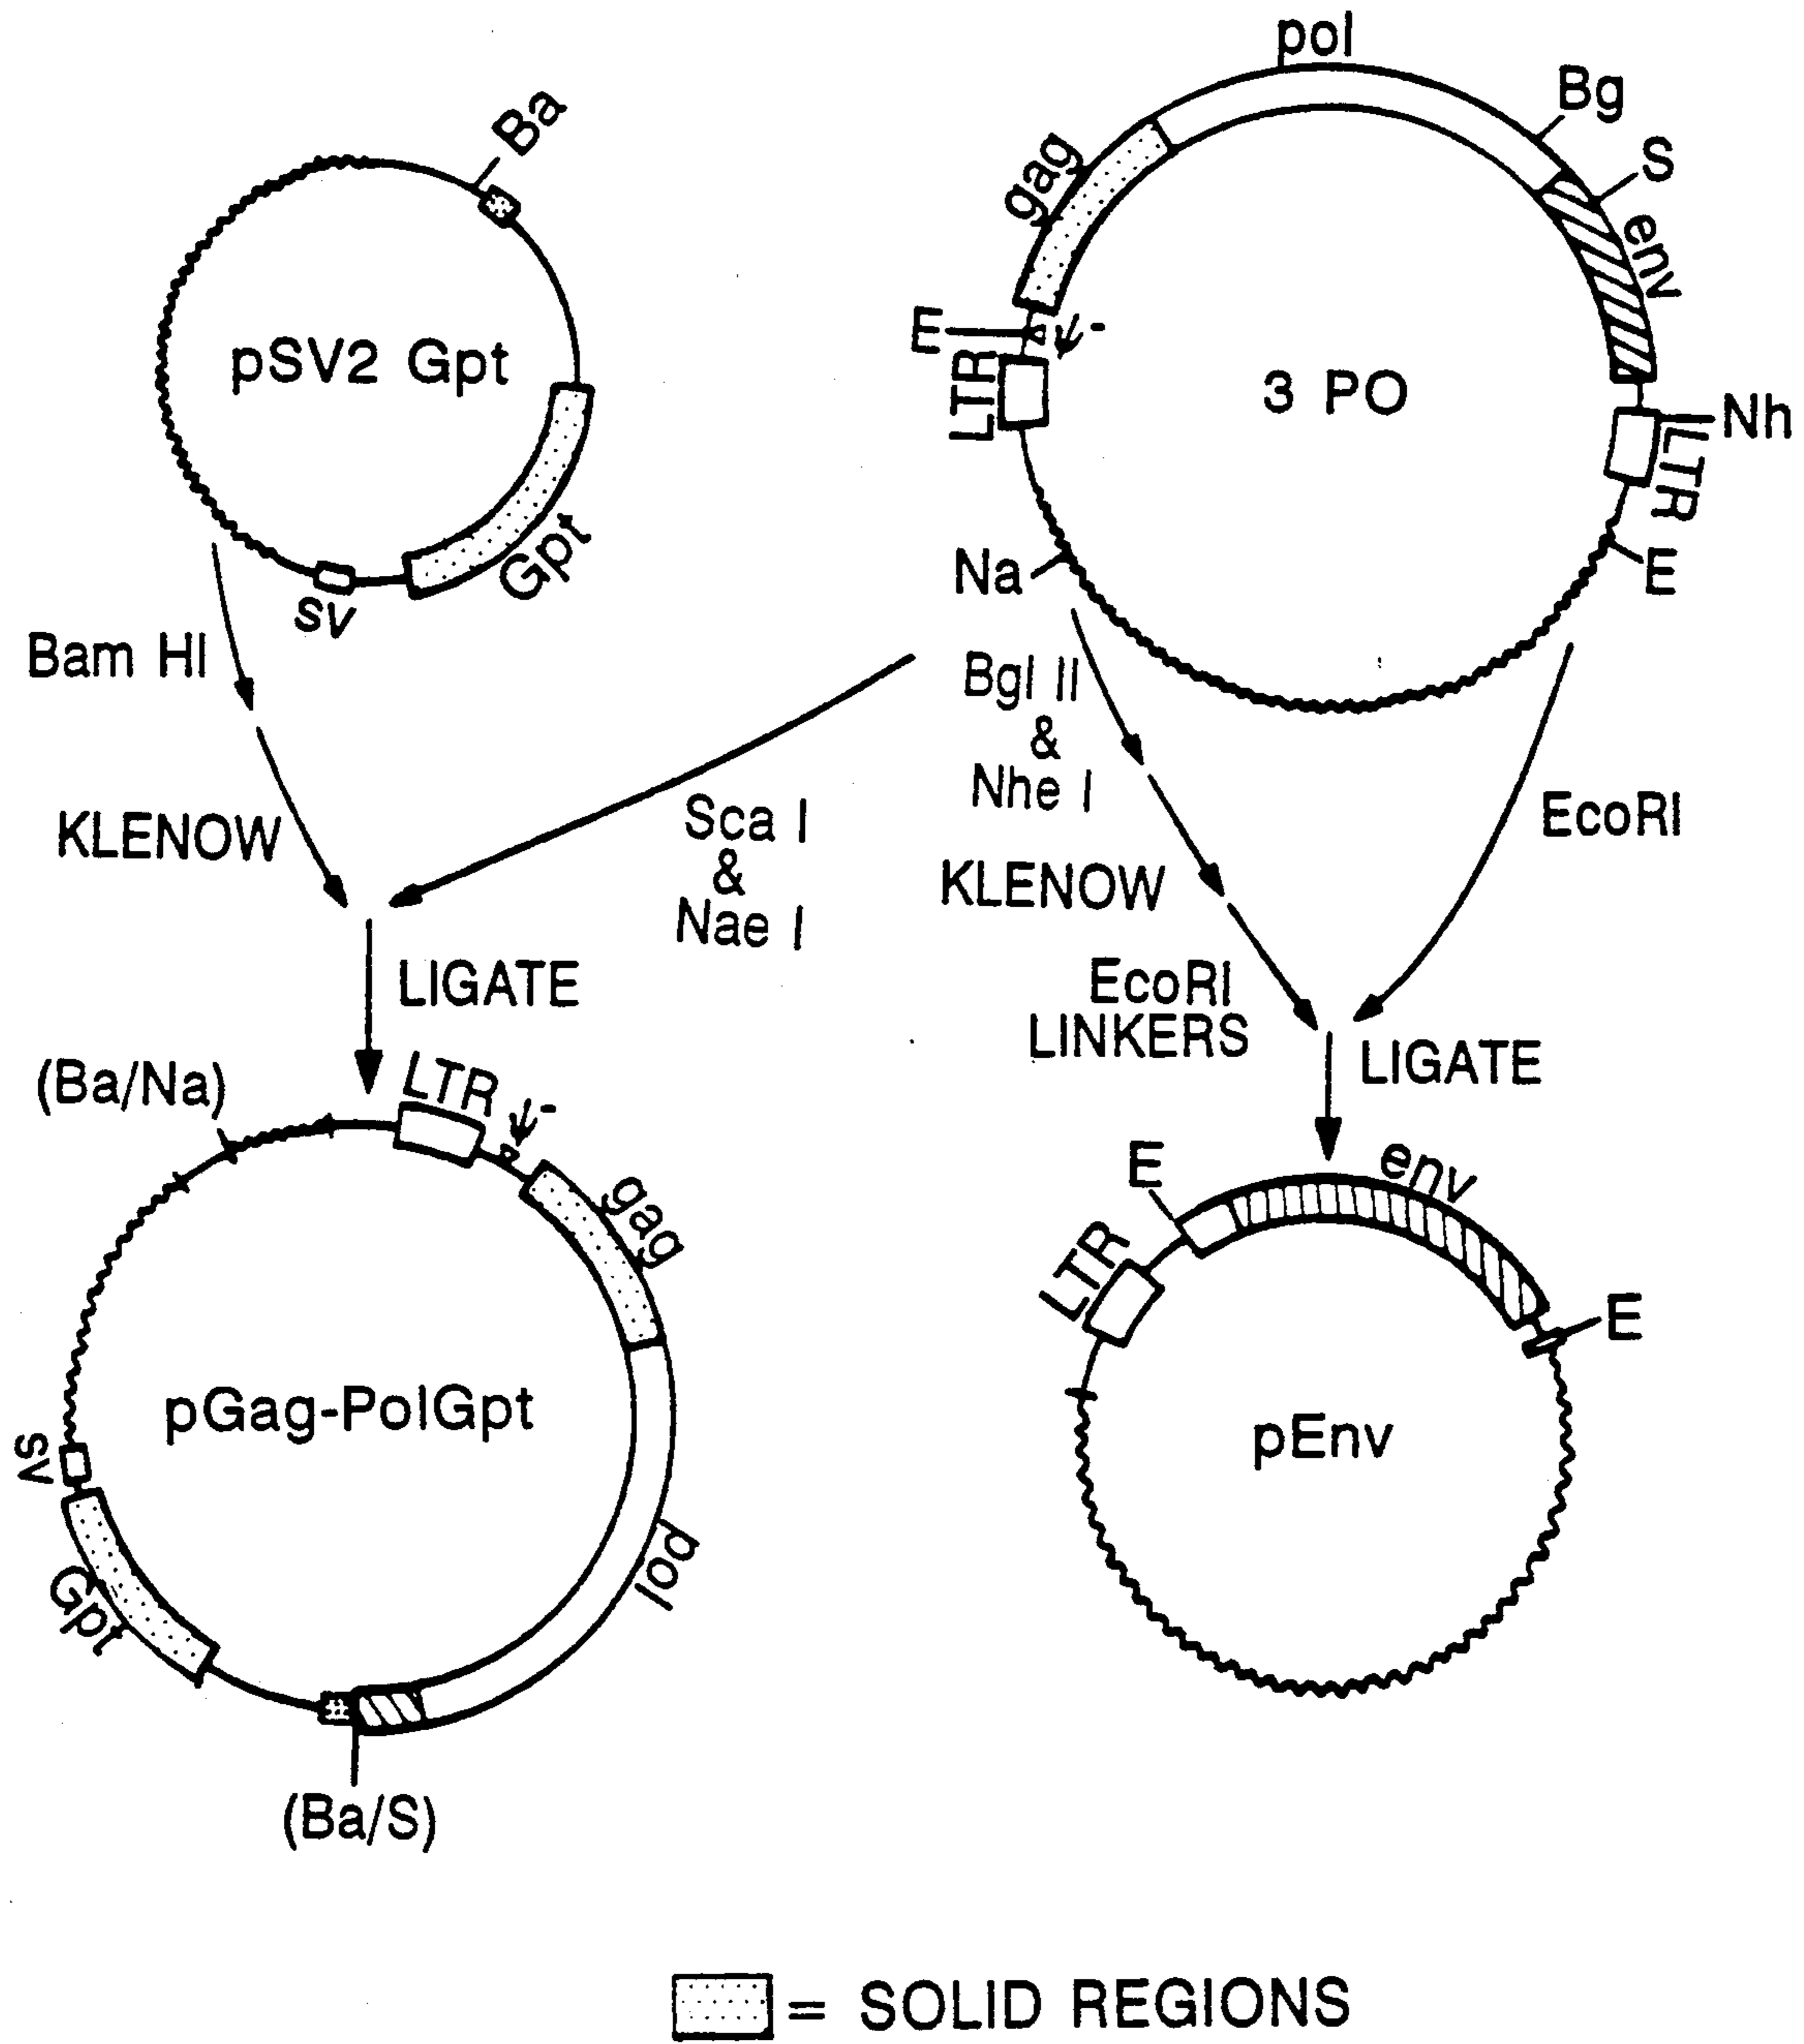 pol
Bg
Ba
S
gag
env
E
ψ-
pSV2 Gpt
LTR
3 PO
Nh
LTR
Gpt
Na
E
sv
Bam HI
Bgl II
&
Nhe I
KLENOW
Sca I
&
Nae I
EcoRI
KLENOW
LIGATE
EcoRI
LINKERS
LIGATE
(Ba/Na)
LTR
ψ-
E
env
gag
LTR
E
pGag-PolGpt
pEnv
sv
pol
Gpt
(Ba/S)
= SOLID REGIONS